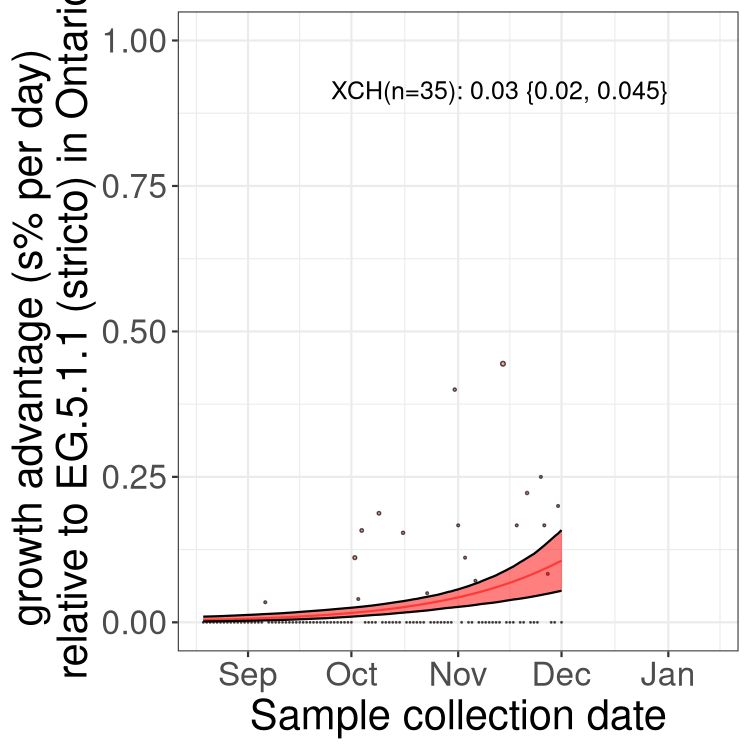 growth advantage (s% per day)
relative to EG.5.1.1 (stricto) in Ontario
1.00
0.75
0.50
0.25
0.00
XCH(n=35): 0.03 {0.02, 0.045}
Sep Oct Nov Dec Jan
Sample collection date